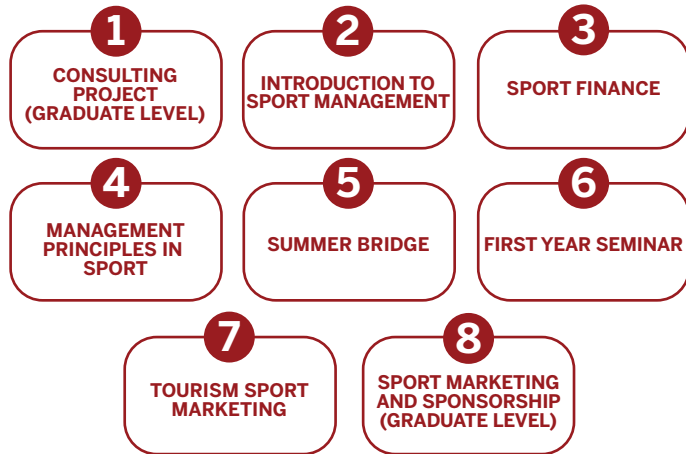 1
CONSULTING
PROJECT
(GRADUATE LEVEL)
2
INTRODUCTION TO
SPORT MANAGEMENT
3
SPORT FINANCE
4
MANAGEMENT
PRINCIPLES IN
SPORT
5
SUMMER BRIDGE
6
FIRST YEAR SEMINAR
7
TOURISM SPORT
MARKETING
8
SPORT MARKETING
AND SPONSORSHIP
(GRADUATE LEVEL)